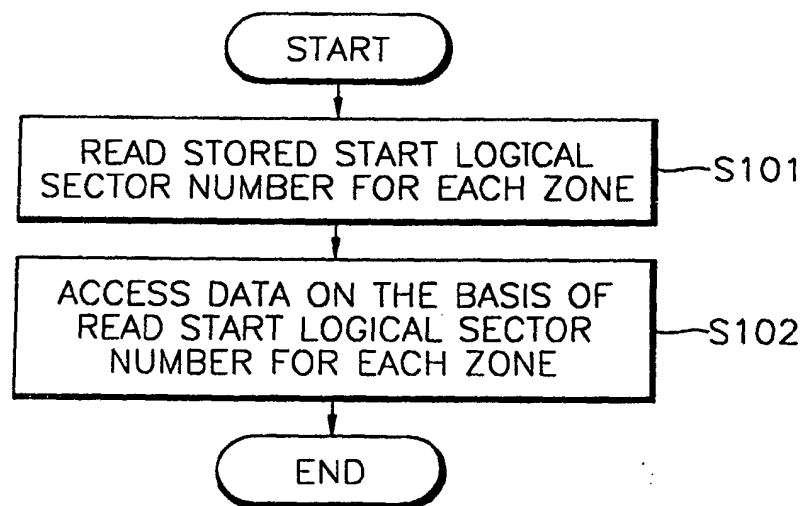 START
READ STORED START LOGICAL
SECTOR NUMBER FOR EACH ZONE
S101
ACCESS DATA ON THE BASIS OF
READ START LOGICAL SECTOR
NUMBER FOR EACH ZONE
S102
END